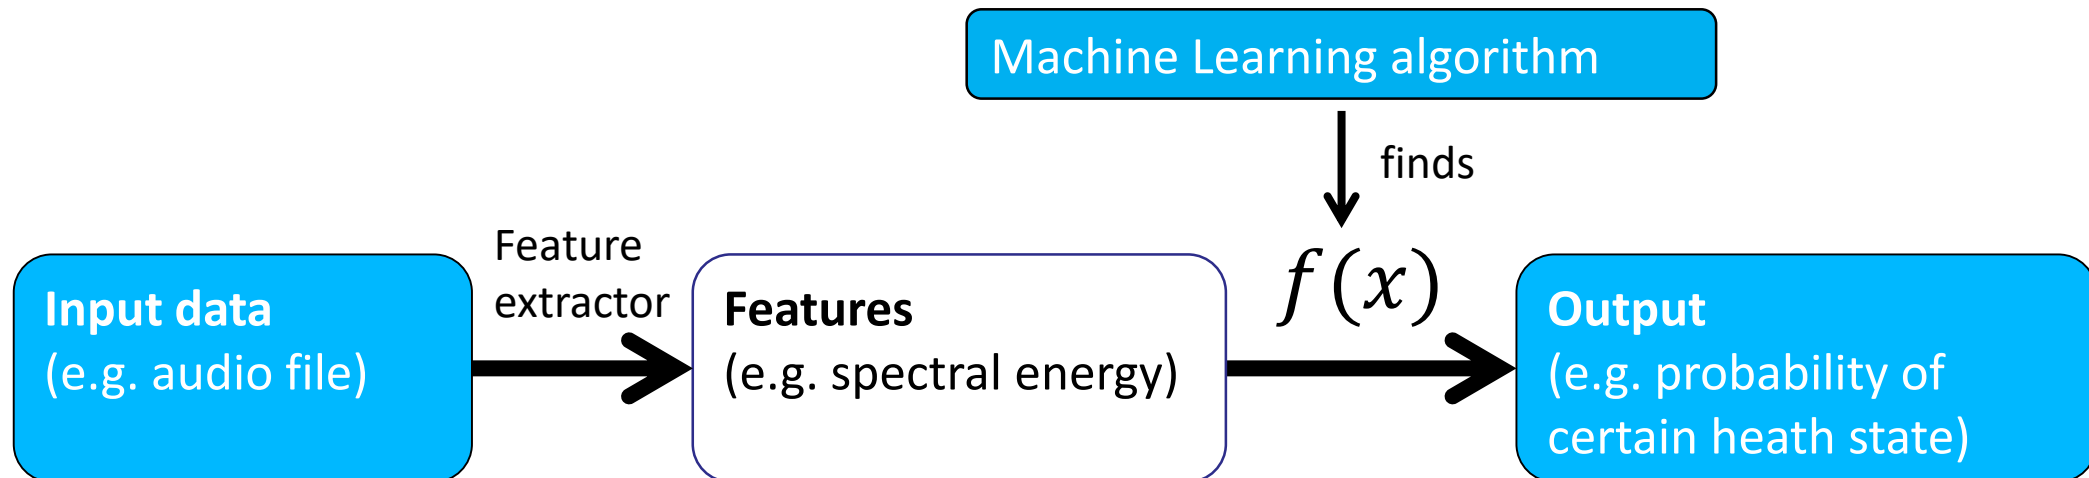 Machine Learning algorithm
finds
Feature
extractor
f(x)
Input data
(e.g. audio file)
Features
(e.g. spectral energy)
Output
(e.g. probability of
certain heath state)